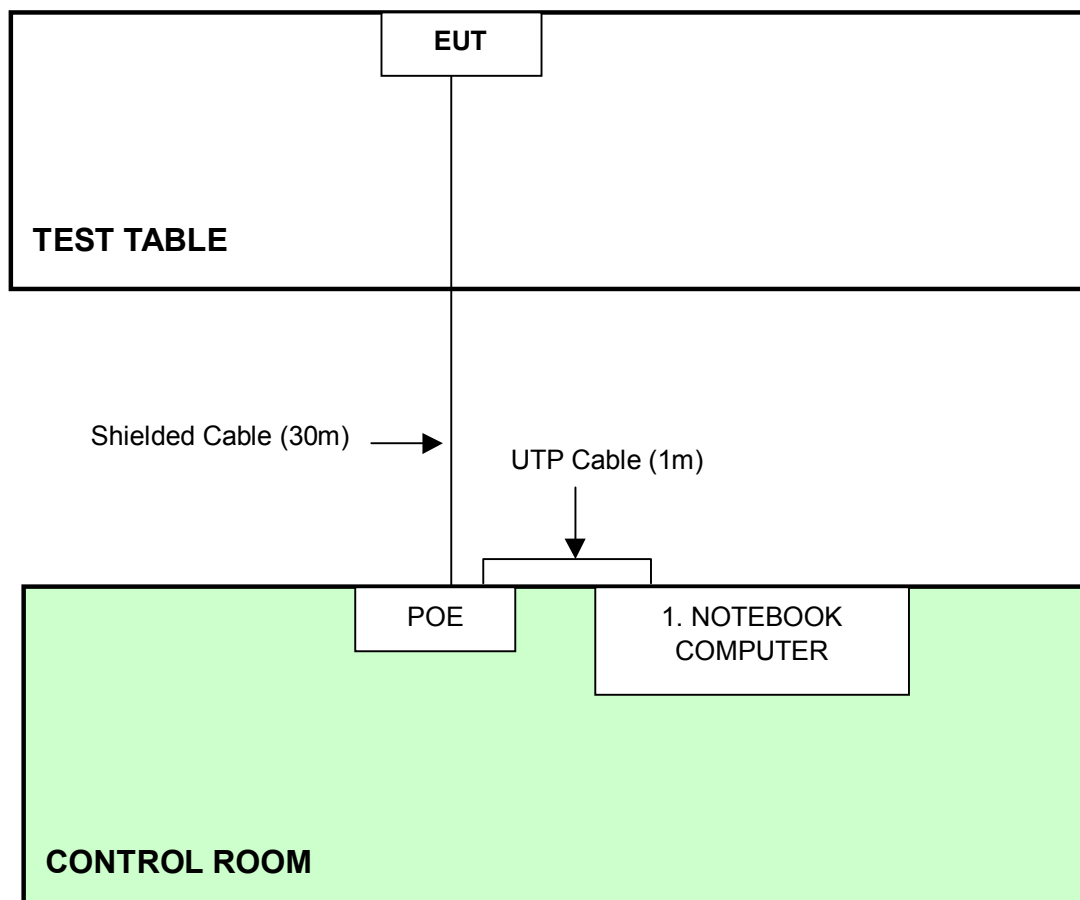 EUT
TEST TABLE
Shielded Cable (30m)
UTP Cable (1m)
POE
1. NOTEBOOK
COMPUTER
CONTROL ROOM